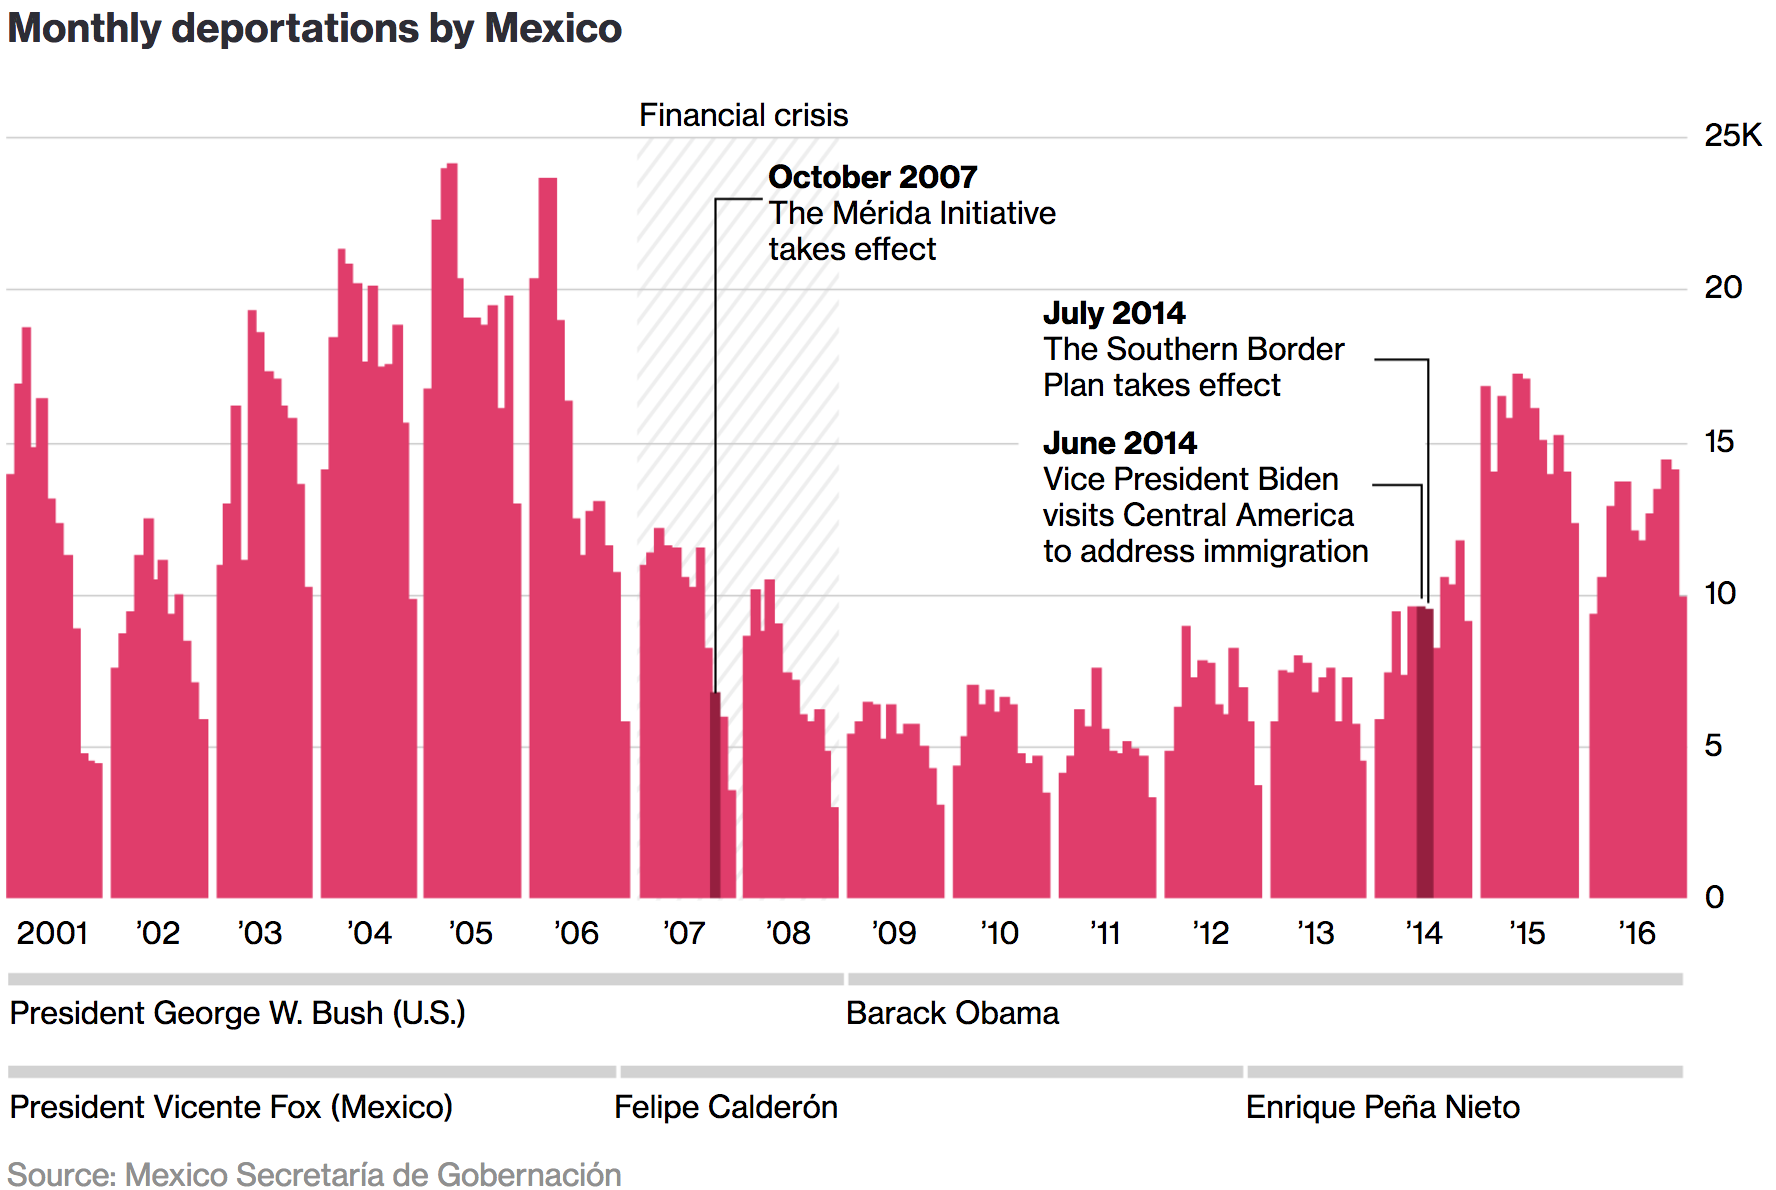 Monthly deportations by Mexico
Financial crisis
25K
October 2007
The Mérida Initiative
takes effect
20
July 2014
The Southern Border
Plan takes effect
15
June 2014
Vice President Biden
visits Central America
to address immigration
10
5
0
2001 ’02 ’03 ’04 ’05 ’06 ’07 ’08 ’09 ’10 ’11 ’12 ’13 ’14 ’15 ’16
President George W. Bush (U.S.) Barack Obama
President Vicente Fox (Mexico) Felipe Calderón Enrique Peña Nieto
Source: Mexico Secretaría de Gobernación